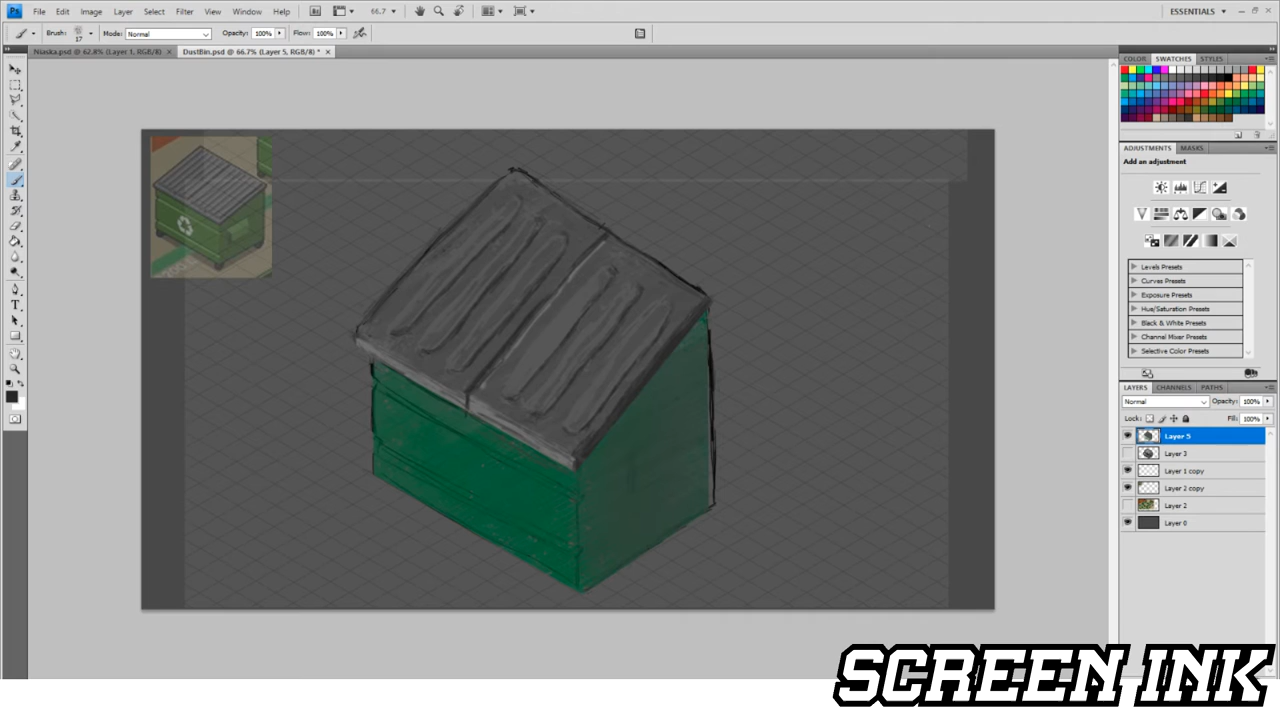 Ps File Edit Image Layer Select Filter View Window Help 66.7 ESSENTIALS
Brush: 17 Mode: Normal Opacity: 100% Flow: 100%
Niaska.psd @ 62.8% (Layer 1, RGB/8) × DustBin.psd @ 66.7% (Layer 5, RGB/8) * ×
COLOR SWATCHES STYLES
ADJUSTMENTS MASKS
Add an adjustment
Levels Presets
Curves Presets
Exposure Presets
Hue/Saturation Presets
Black & White Presets
Channel Mixer Presets
Selective Color Presets
LAYERS CHANNELS PATHS
Normal Opacity: 100%
Lock: Fill: 100%
Layer 5
Layer 3
Layer 1 copy
Layer 2 copy
Layer 2
Layer 0
SCREEN INK